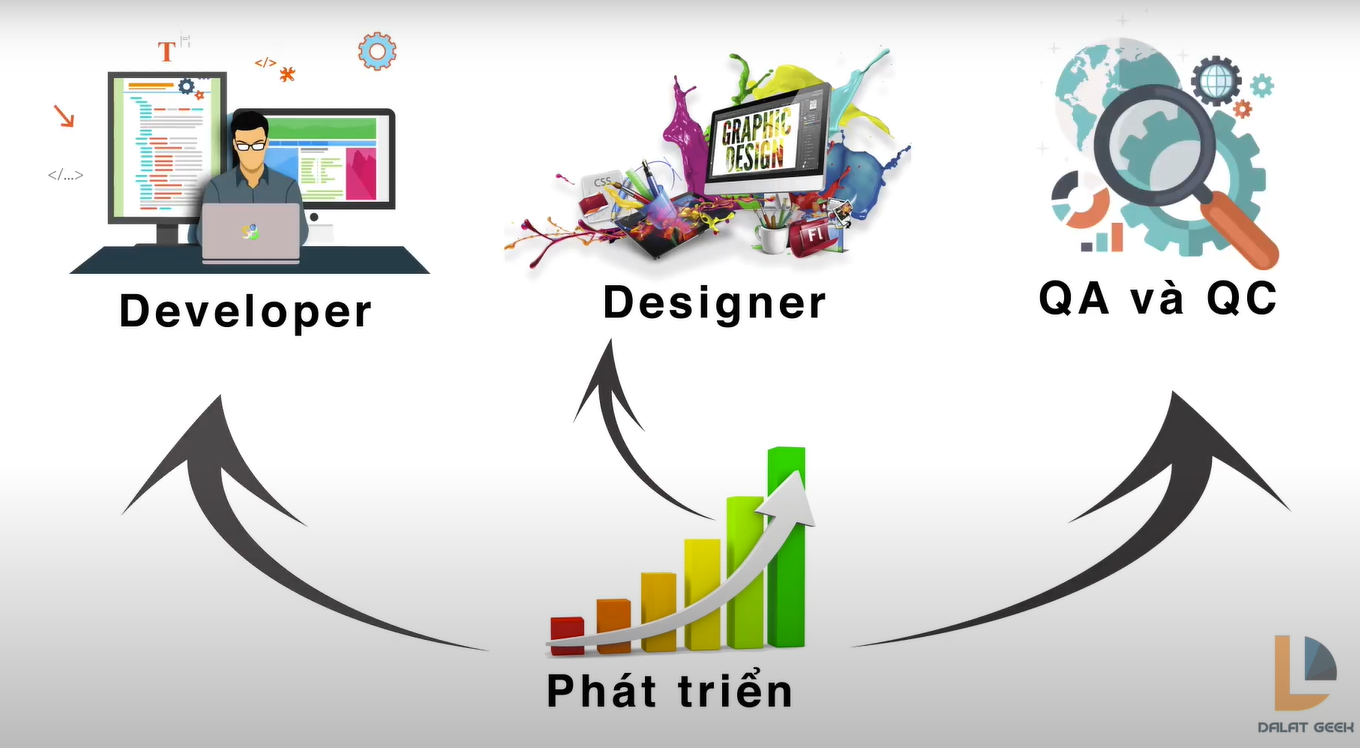 T
</>
</...>
CSS
GRAPHIC
DESIGN
Fl
Developer
Designer
QA và QC
Phát triển
DALAT GEEK